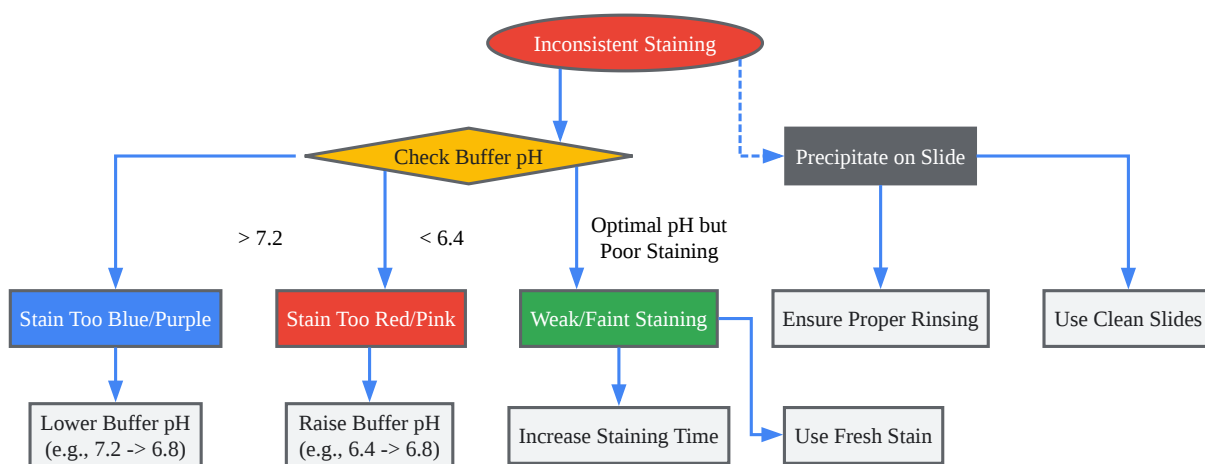 Inconsistent Staining
Check Buffer pH
Precipitate on Slide
> 7.2
< 6.4
Optimal pH but
Poor Staining
Stain Too Blue/Purple
Stain Too Red/Pink
Weak/Faint Staining
Ensure Proper Rinsing
Use Clean Slides
Lower Buffer pH
(e.g., 7.2 -> 6.8)
Raise Buffer pH
(e.g., 6.4 -> 6.8)
Increase Staining Time
Use Fresh Stain